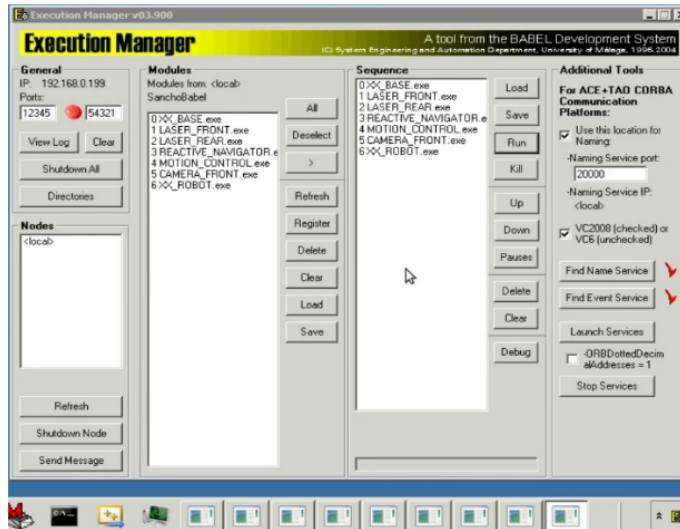 Execution Manager v03.900
Execution Manager
A tool from the BABEL Development System
(C) System Engineering and Automation Department, University of Málaga, 1996-2004
General
IP: 192.168.0.199
Ports:
12345
54321
View Log
Clear
Shutdown All
Directories
Nodes
<local>
Refresh
Shutdown Node
Send Message
Modules
Modules from: <local>
SanchoBabel
0 XX_BASE.exe
1 LASER_FRONT.exe
2 LASER_REAR.exe
3 REACTIVE_NAVIGATOR.e
4 MOTION_CONTROL.exe
5 CAMERA_FRONT.exe
6 XX_ROBOT.exe
All
Deselect
>
Refresh
Register
Delete
Clear
Load
Save
Sequence
0 XX_BASE.exe
1 LASER_FRONT.exe
2 LASER_REAR.exe
3 REACTIVE_NAVIGATOR.e
4 MOTION_CONTROL.exe
5 CAMERA_FRONT.exe
6 XX_ROBOT.exe
Load
Save
Run
Kill
Up
Down
Pauses
Delete
Clear
Debug
Additional Tools
For ACE+TAO CORBA
Communication
Platforms:
Use this location for
Naming:
-Naming Service port:
20000
-Naming Service IP:
<local>
VC2008 (checked) or
VC6 (unchecked)
Find Name Service
Find Event Service
Launch Services
-ORBDottedDecim
alAddresses = 1
Stop Services